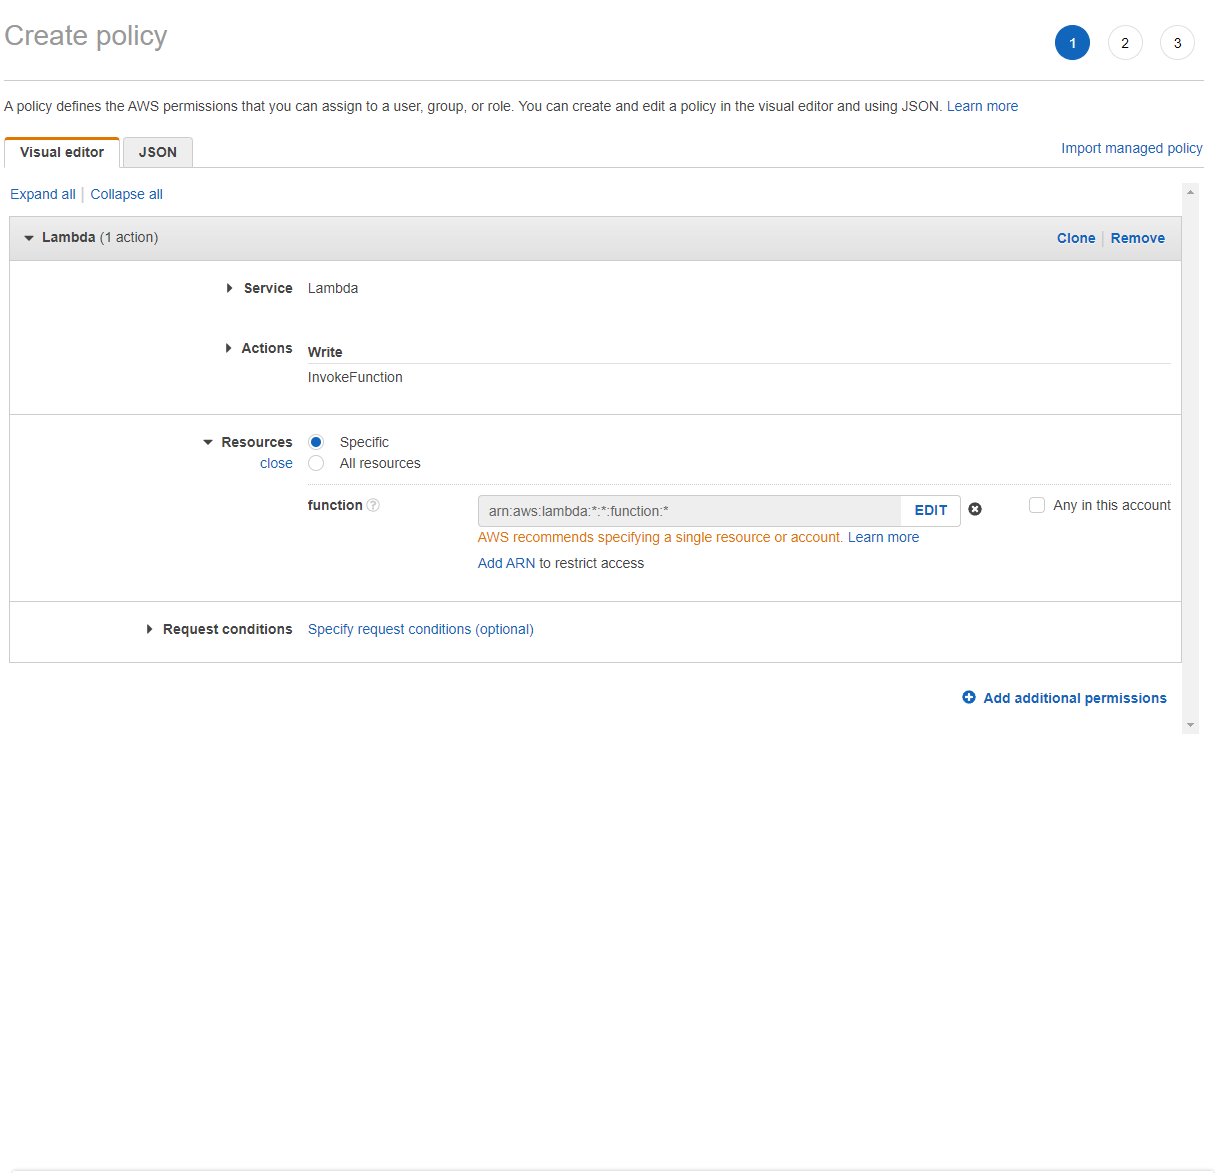 Create policy
1 2 3
A policy defines the AWS permissions that you can assign to a user, group, or role. You can create and edit a policy in the visual editor and using JSON. Learn more
Visual editor JSON Import managed policy
Expand all Collapse all
Lambda (1 action) Clone Remove
Service Lambda
Actions Write
InvokeFunction
Resources Specific
close All resources
function ? arn:aws:lambda:*:*:function:* EDIT Any in this account
AWS recommends specifying a single resource or account. Learn more
Add ARN to restrict access
Request conditions Specify request conditions (optional)
Add additional permissions